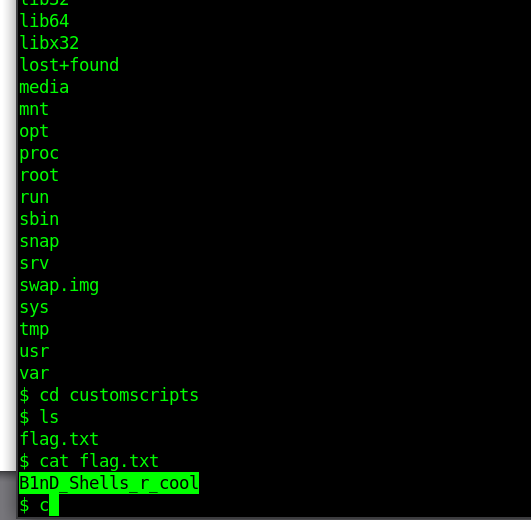 lib32
lib64
libx32
lost+found
media
mnt
opt
proc
root
run
sbin
snap
srv
swap.img
sys
tmp
usr
var
$ cd customscripts
$ ls
flag.txt
$ cat flag.txt
B1nD_Shells_r_cool
$ c